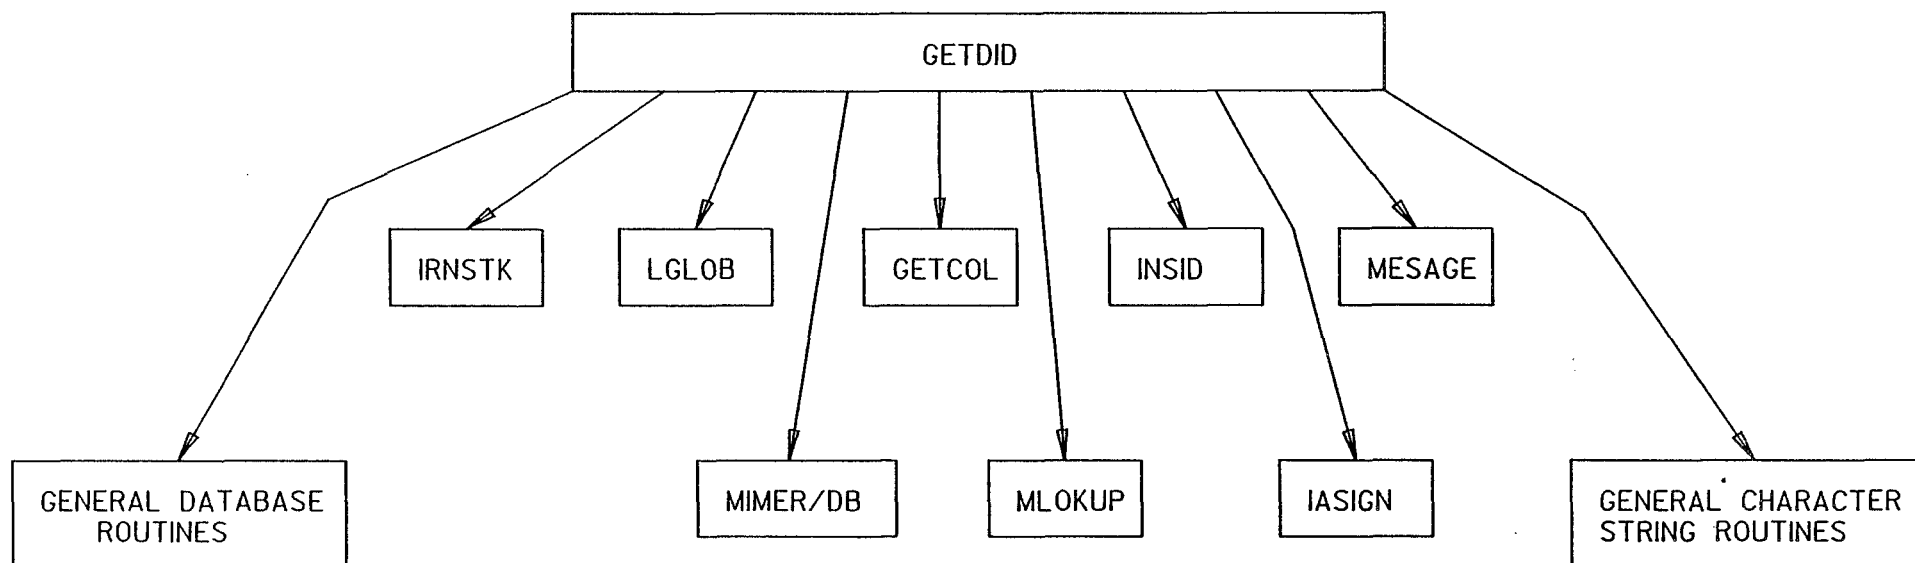 GETDID
IRNSTK
LGLOB
GETCOL
INSID
MESAGE
GENERAL DATABASE
ROUTINES
MIMER/DB
MLOKUP
IASIGN
GENERAL CHARACTER
STRING ROUTINES